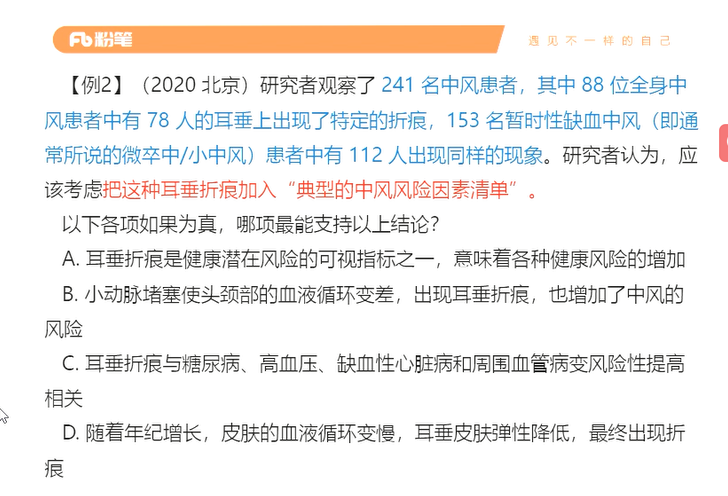 粉笔
遇见不一样的自己
【例2】（2020 北京）研究者观察了 241 名中风患者，其中 88 位全身中
风患者中有 78 人的耳垂上出现了特定的折痕，153 名暂时性缺血中风（即通
常所说的微卒中/小中风）患者中有 112 人出现同样的现象。研究者认为，应
该考虑把这种耳垂折痕加入“典型的中风风险因素清单”。
以下各项如果为真，哪项最能支持以上结论？
A. 耳垂折痕是健康潜在风险的可视指标之一，意味着各种健康风险的增加
B. 小动脉堵塞使头颈部的血液循环变差，出现耳垂折痕，也增加了中风的
风险
C. 耳垂折痕与糖尿病、高血压、缺血性心脏病和周围血管病变风险性提高
相关
D. 随着年纪增长，皮肤的血液循环变慢，耳垂皮肤弹性降低，最终出现折
痕